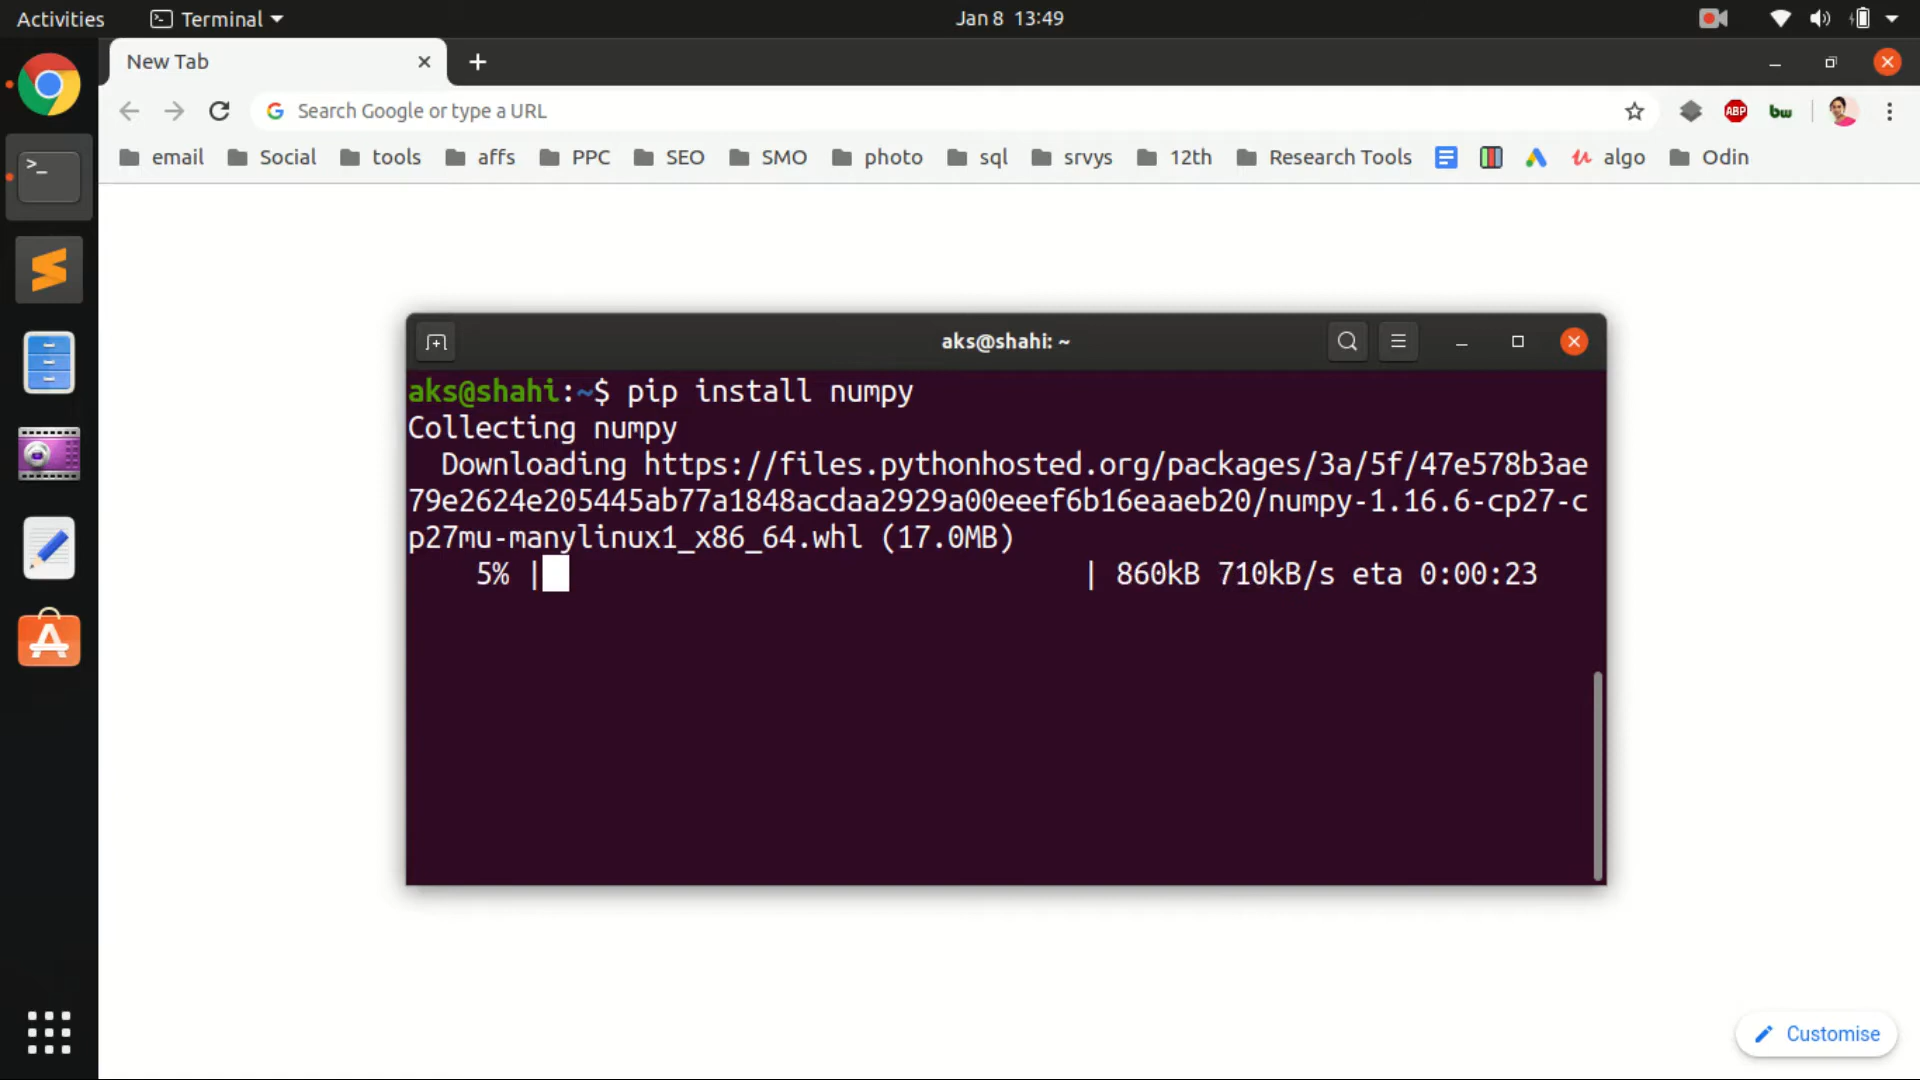 Activities Terminal Jan 8 13:49
New Tab
Search Google or type a URL
ABP bw
email Social tools affs PPC SEO SMO photo sql srvys 12th Research Tools algo Odin
aks@shahi: ~
aks@shahi:~$ pip install numpy
Collecting numpy
Downloading https://files.pythonhosted.org/packages/3a/5f/47e578b3ae
79e2624e205445ab77a1848acdaa2929a00eeef6b16eaaeb20/numpy-1.16.6-cp27-c
p27mu-manylinux1_x86_64.whl (17.0MB)
5% |█ | 860kB 710kB/s eta 0:00:23
Customise